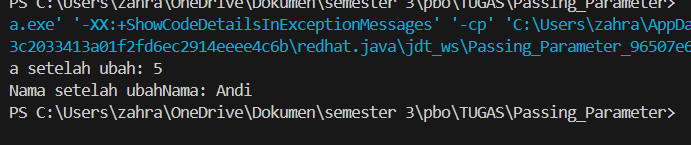 PS C:\Users\zahra\OneDrive\Dokumen\semester 3\pbo\TUGAS\Passing_Parameter>
a.exe' '-XX:+ShowCodeDetailsInExceptionMessages' '-cp' 'C:\Users\zahra\AppDa
3c2033413a01f2fd6ec2914eeee4c6b\redhat.java\jdt_ws\Passing_Parameter_96507e6
a setelah ubah: 5
Nama setelah ubahNama: Andi
PS C:\Users\zahra\OneDrive\Dokumen\semester 3\pbo\TUGAS\Passing_Parameter>